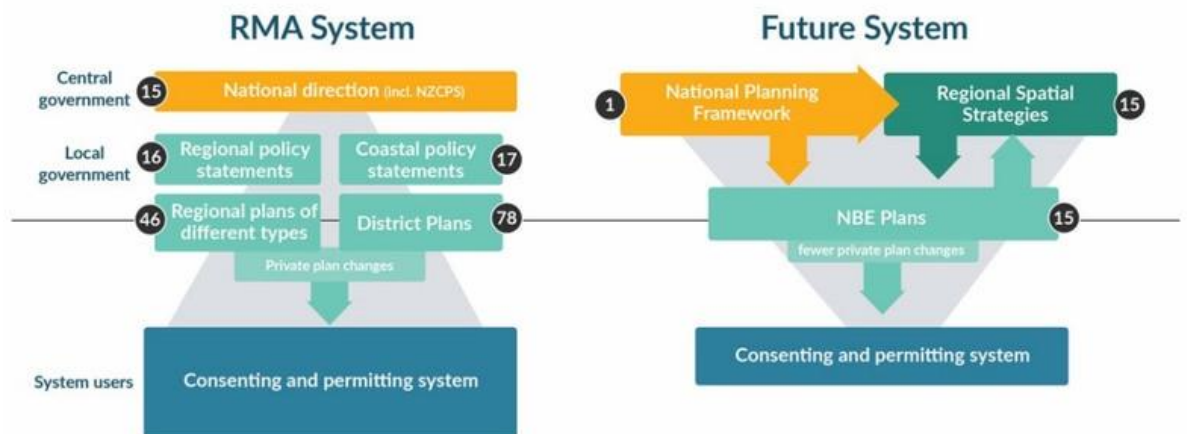 RMA System
Central
government
15
National direction (incl. NZCPS)
Local
government
16
Regional policy
statements
Coastal policy
statements
17
46
Regional plans of
different types
District Plans
78
Private plan changes
System users
Consenting and permitting system
Future System
1
National Planning
Framework
Regional Spatial
Strategies
15
NBE Plans
15
fewer private plan changes
Consenting and permitting system